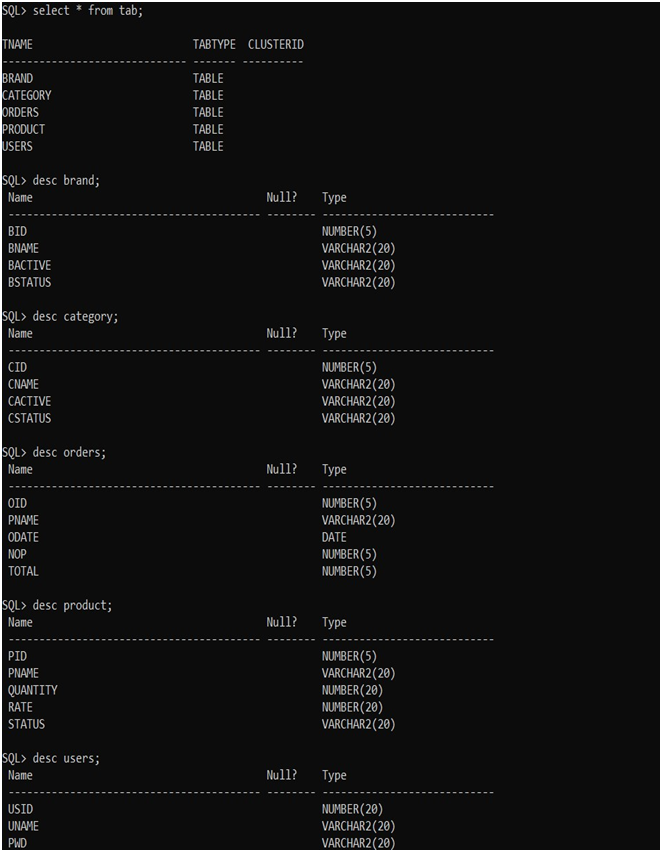 SQL> select * from tab;
TNAME                          TABTYPE  CLUSTERID
------------------------------ ------- ----------
BRAND                          TABLE
CATEGORY                       TABLE
ORDERS                         TABLE
PRODUCT                        TABLE
USERS                          TABLE
SQL> desc brand;
 Name                                      Null?    Type
 ----------------------------------------- -------- ----------------------------
 BID                                                NUMBER(5)
 BNAME                                              VARCHAR2(20)
 BACTIVE                                            VARCHAR2(20)
 BSTATUS                                            VARCHAR2(20)
SQL> desc category;
 Name                                      Null?    Type
 ----------------------------------------- -------- ----------------------------
 CID                                                NUMBER(5)
 CNAME                                              VARCHAR2(20)
 CACTIVE                                            VARCHAR2(20)
 CSTATUS                                            VARCHAR2(20)
SQL> desc orders;
 Name                                      Null?    Type
 ----------------------------------------- -------- ----------------------------
 OID                                                NUMBER(5)
 PNAME                                              VARCHAR2(20)
 ODATE                                              DATE
 NOP                                                NUMBER(5)
 TOTAL                                              NUMBER(5)
SQL> desc product;
 Name                                      Null?    Type
 ----------------------------------------- -------- ----------------------------
 PID                                                NUMBER(5)
 PNAME                                              VARCHAR2(20)
 QUANTITY                                           NUMBER(20)
 RATE                                               NUMBER(20)
 STATUS                                             VARCHAR2(20)
SQL> desc users;
 Name                                      Null?    Type
 ----------------------------------------- -------- ----------------------------
 USID                                               NUMBER(20)
 UNAME                                              VARCHAR2(20)
 PWD                                                VARCHAR2(20)